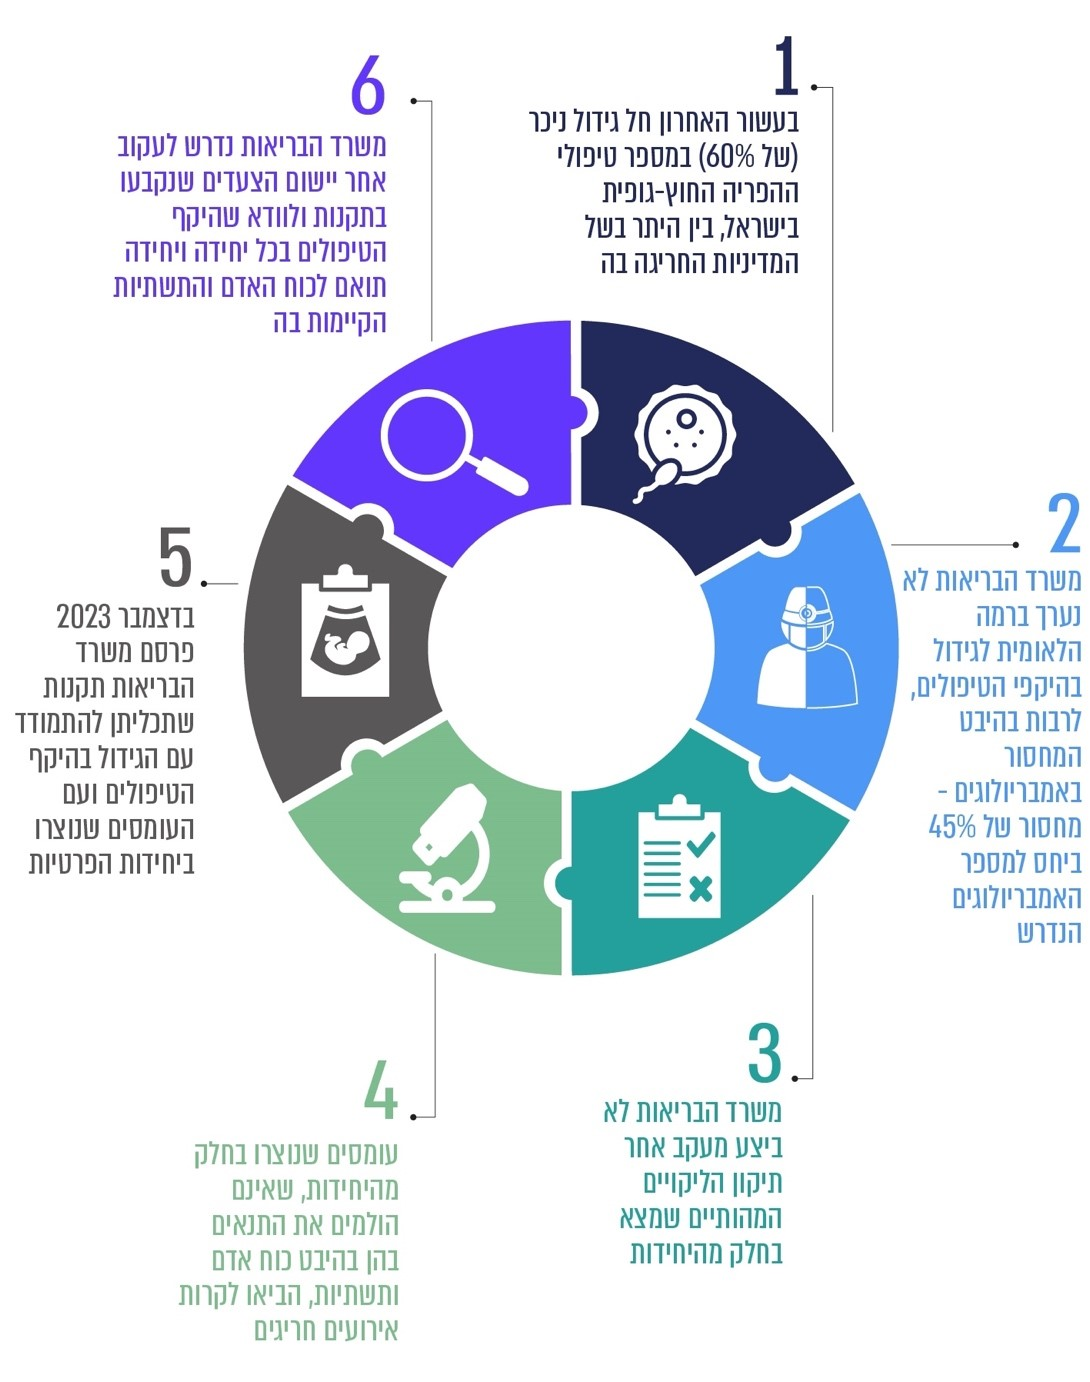 1
בעשור האחרון חל גידול ניכר
(של 60%) במספר טיפולי
ההפריה החוץ-גופית
בישראל, בין היתר בשל
המדיניות החריגה בה
2
משרד הבריאות לא
נערך ברמה
הלאומית לגידול
בהיקפי הטיפולים,
לרבות בהיבט
המחסור
באמבריולוגים -
מחסור של 45%
ביחס למספר
האמבריולוגים
הנדרש
3
משרד הבריאות לא
ביצע מעקב אחר
תיקון הליקויים
המהותיים שמצא
בחלק מהיחידות
4
עומסים שנוצרו בחלק
מהיחידות, שאינם
הולמים את התנאים
בהן בהיבט כוח אדם
ותשתיות, הביאו לקרות
אירועים חריגים
5
בדצמבר 2023
פרסם משרד
הבריאות תקנות
שתכליתן להתמודד
עם הגידול בהיקף
הטיפולים ועם
העומסים שנוצרו
ביחידות הפרטיות
6
משרד הבריאות נדרש לעקוב
אחר יישום הצעדים שנקבעו
בתקנות ולוודא שהיקף
הטיפולים בכל יחידה ויחידה
תואם לכוח האדם והתשתיות
הקיימות בה